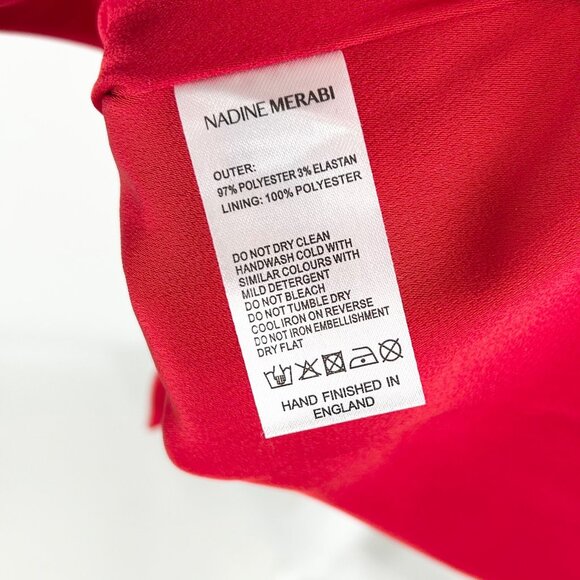 NADINE MERABI
OUTER:
97% POLYESTER 3% ELASTAN
LINING: 100% POLYESTER
DO NOT DRY CLEAN
HANDWASH COLD WITH
SIMILAR COLOURS WITH
MILD DETERGENT
DO NOT BLEACH
DO NOT TUMBLE DRY
COOL IRON ON REVERSE
DO NOT IRON EMBELLISHMENT
DRY FLAT
HAND FINISHED IN
ENGLAND